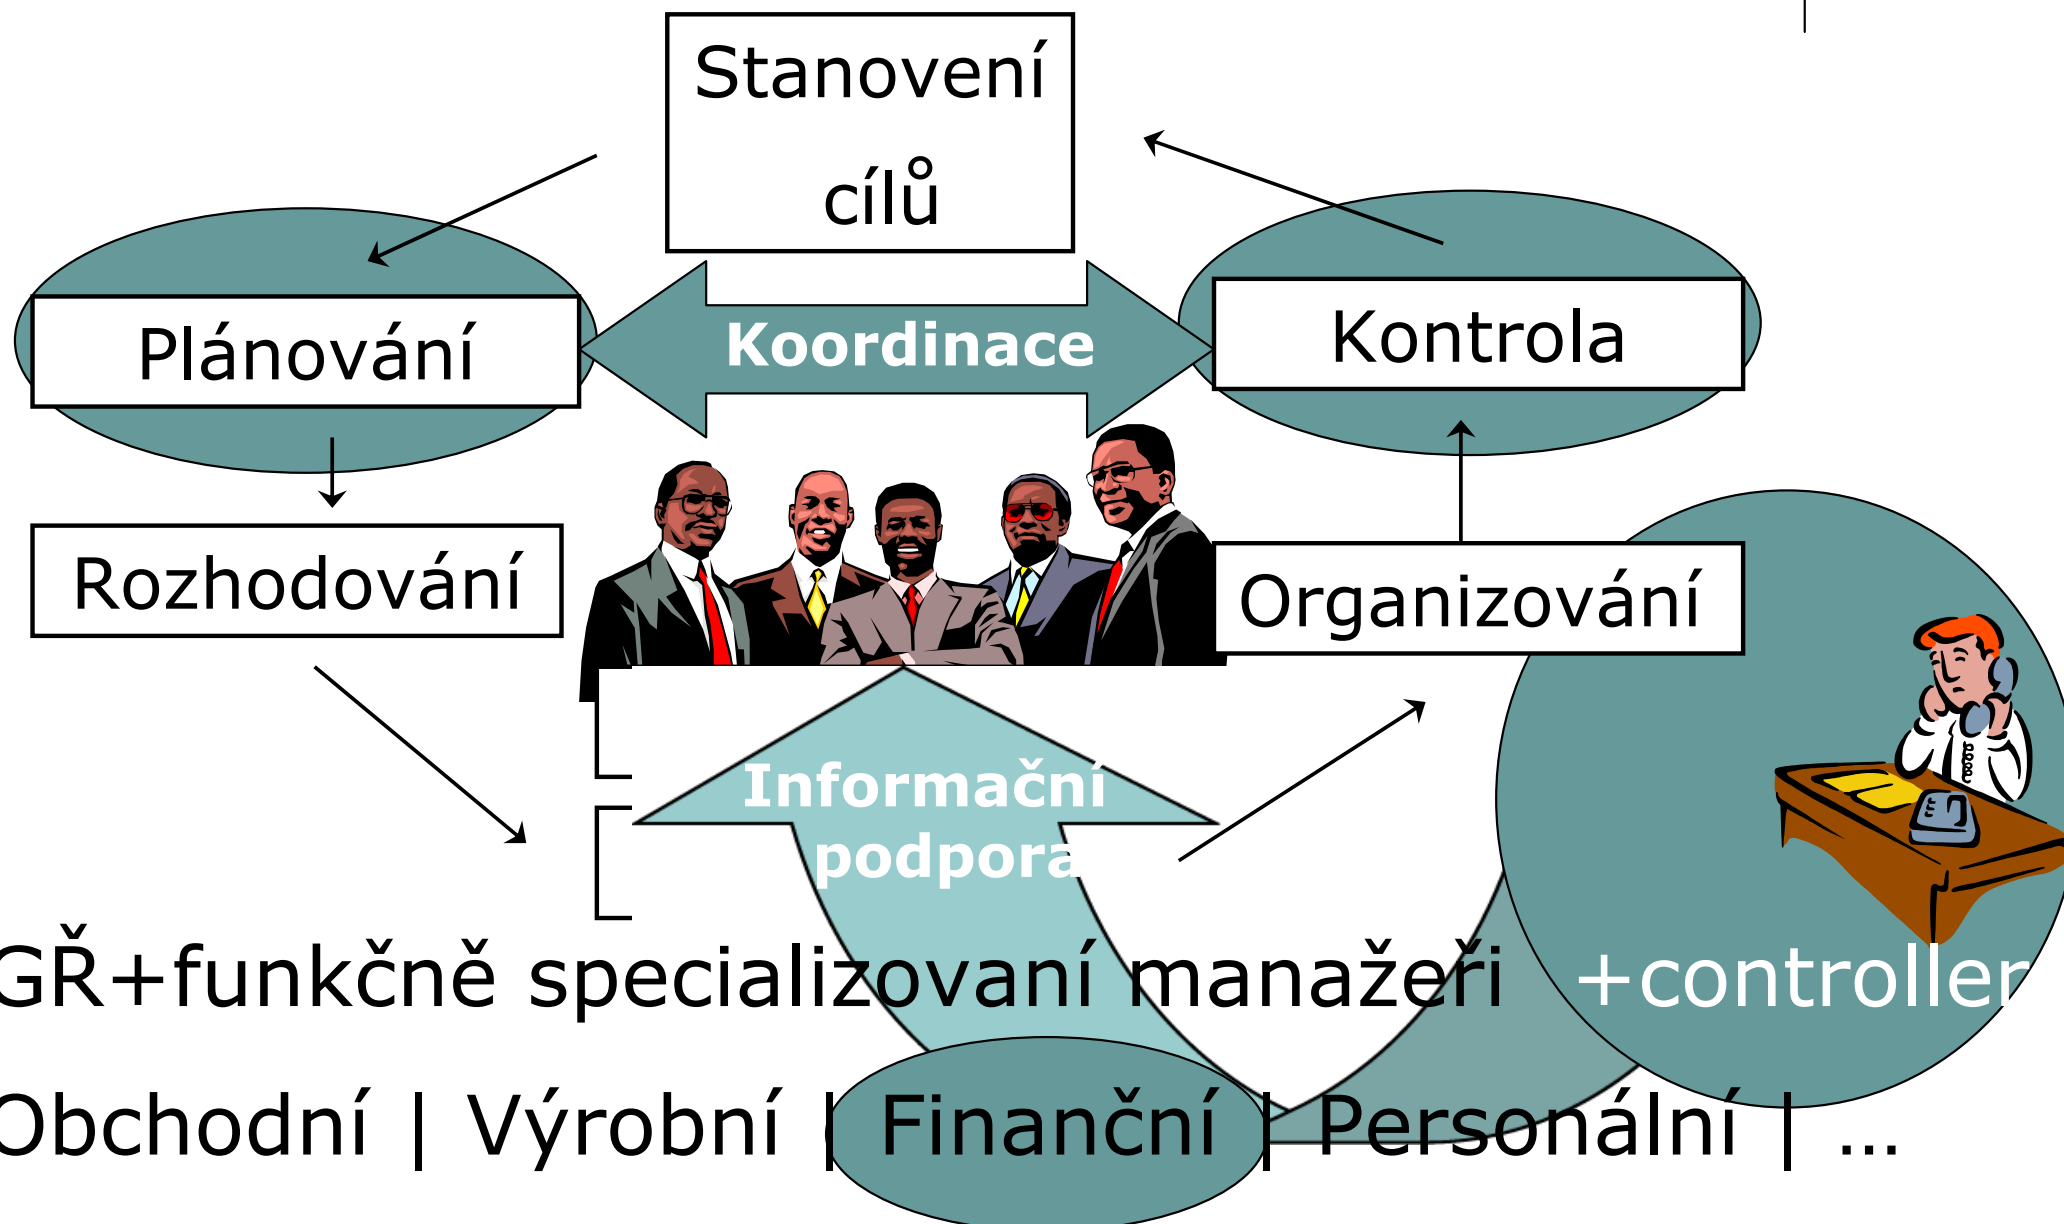 Stanovení
cílů
Plánování
Koordinace
Kontrola
Rozhodování
Organizování
Informační
podpora
GŘ+funkčně specializovaní manažeři +controller
Obchodní | Výrobní | Finanční | Personální | ...